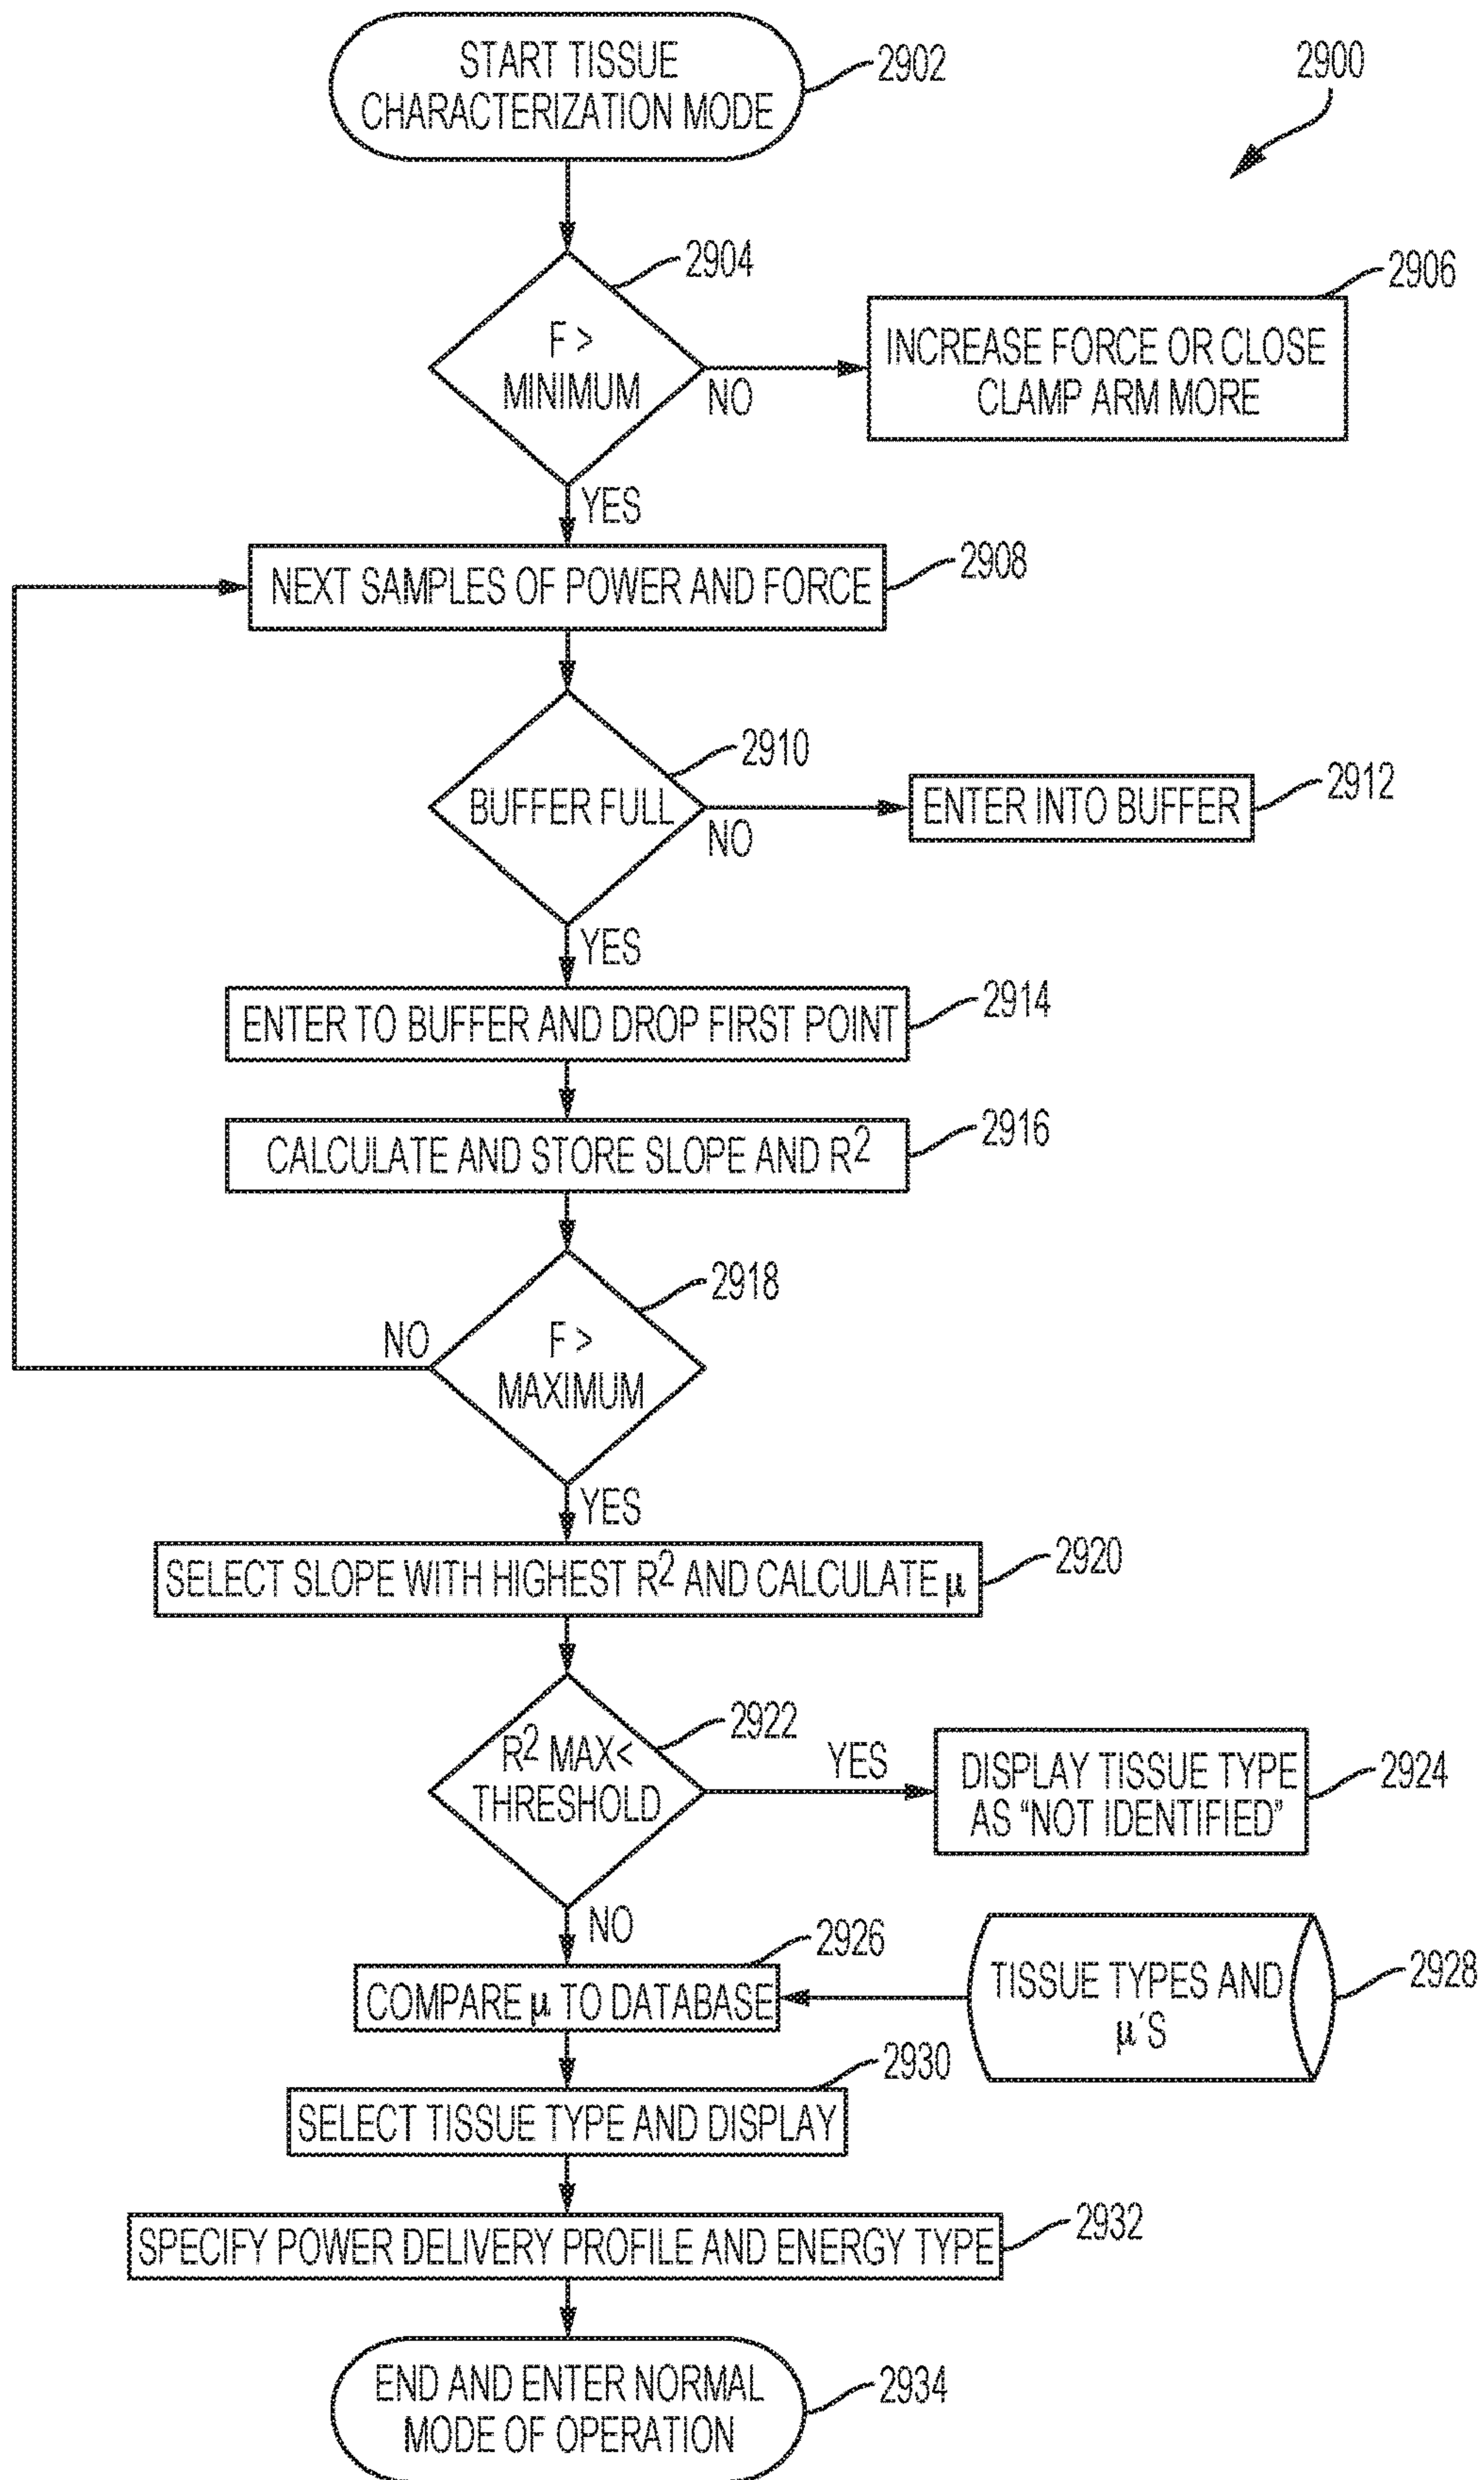 START TISSUE
CHARACTERIZATION MODE
2902
2900
2904
F >
MINIMUM
NO
2906
INCREASE FORCE OR CLOSE
CLAMP ARM MORE
YES
NEXT SAMPLES OF POWER AND FORCE
2908
2910
BUFFER FULL
NO
ENTER INTO BUFFER
2912
YES
ENTER TO BUFFER AND DROP FIRST POINT
2914
CALCULATE AND STORE SLOPE AND R²
2916
2918
NO
F >
MAXIMUM
YES
SELECT SLOPE WITH HIGHEST R² AND CALCULATE μ
2920
2922
R² MAX<
THRESHOLD
YES
DISPLAY TISSUE TYPE
AS "NOT IDENTIFIED"
2924
NO
2926
COMPARE μ TO DATABASE
TISSUE TYPES AND
μ'S
2928
2930
SELECT TISSUE TYPE AND DISPLAY
SPECIFY POWER DELIVERY PROFILE AND ENERGY TYPE
2932
END AND ENTER NORMAL
MODE OF OPERATION
2934